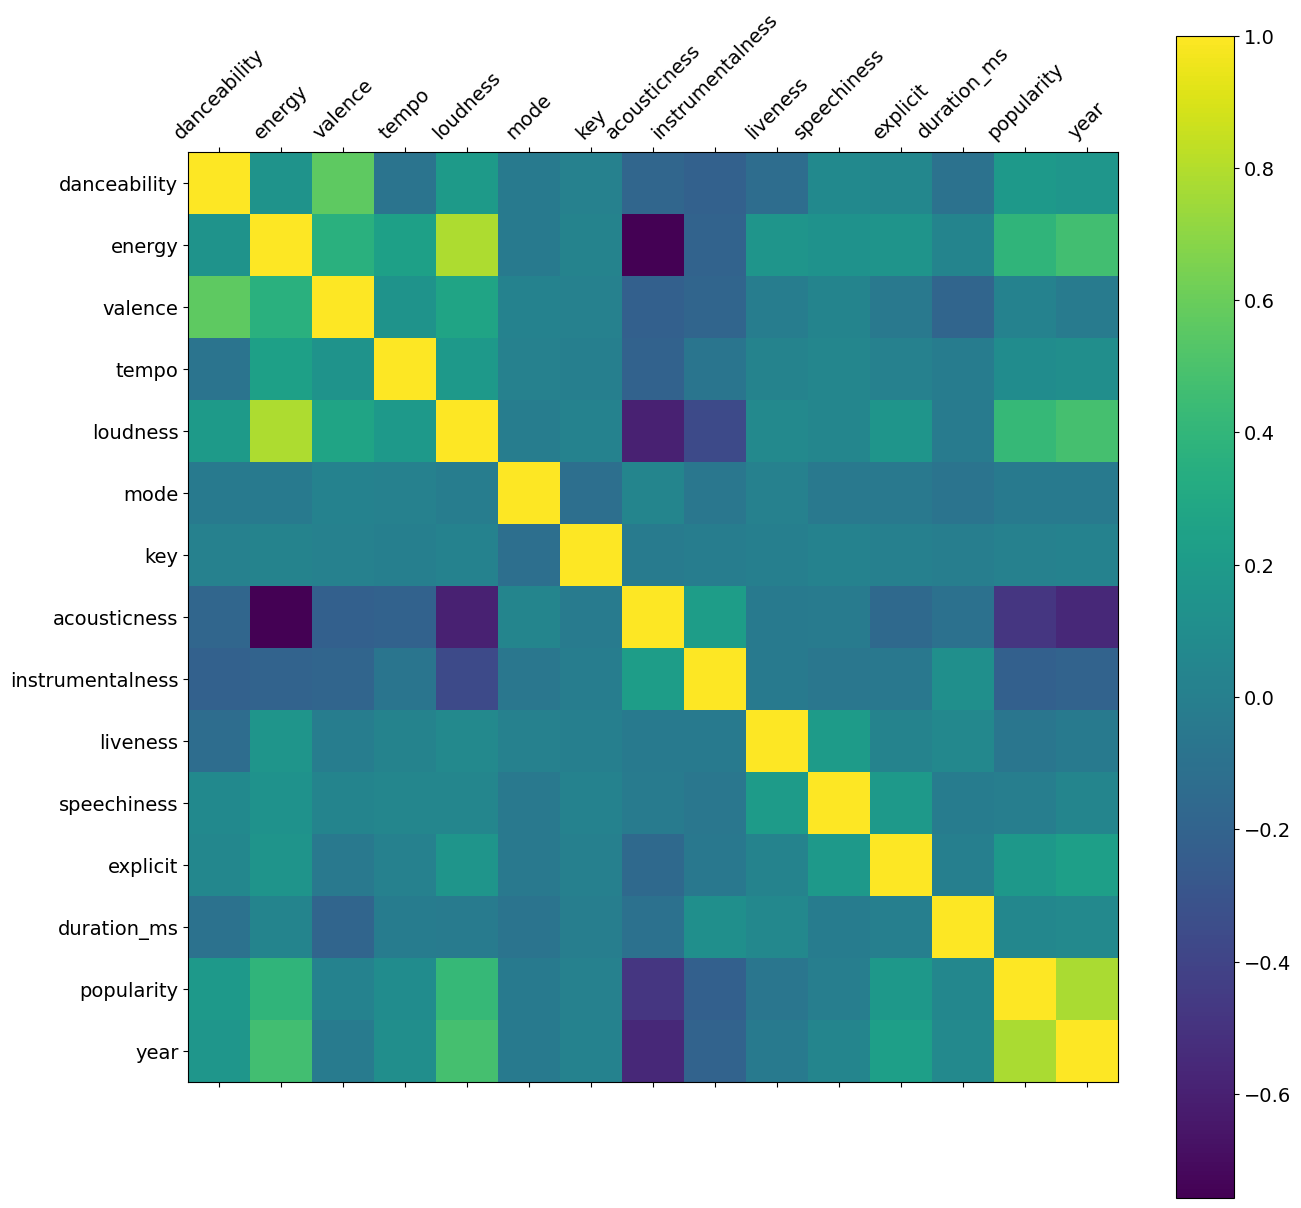 danceability
energy
valence
tempo
loudness
mode
key
acousticness
instrumentalness
liveness
speechiness
explicit
duration_ms
popularity
year
danceability
energy
valence
tempo
loudness
mode
key
acousticness
instrumentalness
liveness
speechiness
explicit
duration_ms
popularity
year
1.0
0.8
0.6
0.4
0.2
0.0
−0.2
−0.4
−0.6